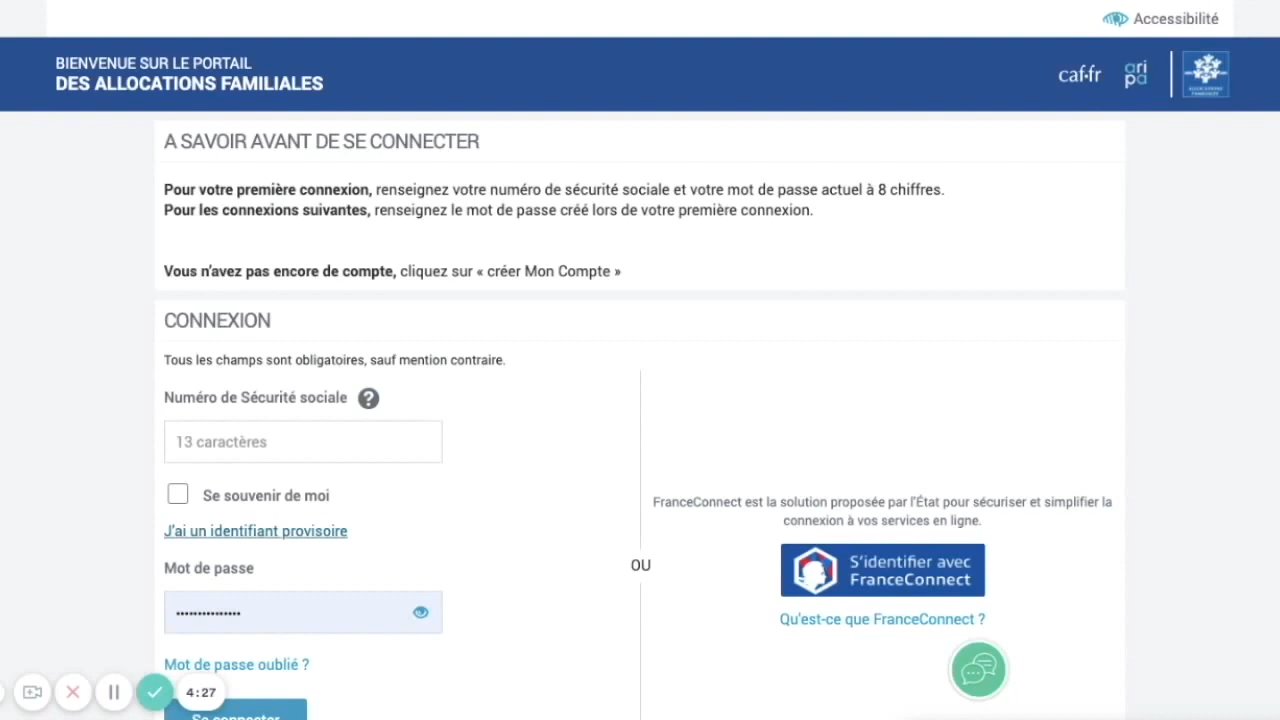 Accessibilité
BIENVENUE SUR LE PORTAIL
DES ALLOCATIONS FAMILIALES
caf·fr
ari
pa
A SAVOIR AVANT DE SE CONNECTER
Pour votre première connexion, renseignez votre numéro de sécurité sociale et votre mot de passe actuel à 8 chiffres.
Pour les connexions suivantes, renseignez le mot de passe créé lors de votre première connexion.
Vous n'avez pas encore de compte, cliquez sur « créer Mon Compte »
CONNEXION
Tous les champs sont obligatoires, sauf mention contraire.
Numéro de Sécurité sociale ?
13 caractères
Se souvenir de moi
J'ai un identifiant provisoire
Mot de passe
•••••••••••••••
Mot de passe oublié ?
Se connecter
OU
FranceConnect est la solution proposée par l'État pour sécuriser et simplifier la
connexion à vos services en ligne.
S'identifier avec
FranceConnect
Qu'est-ce que FranceConnect ?
4:27